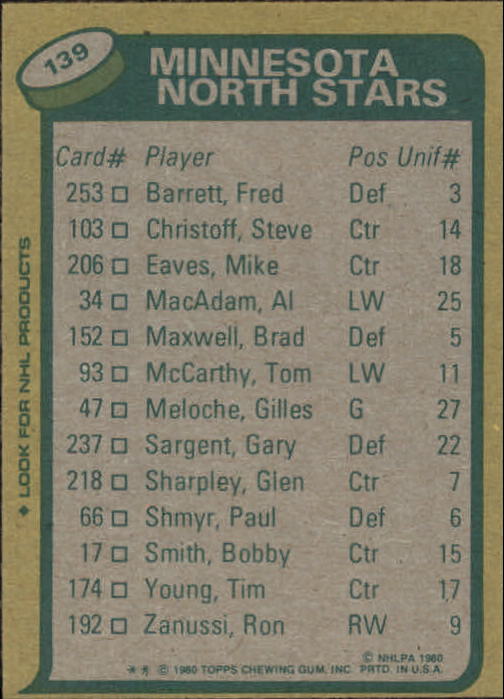 139
MINNESOTA
NORTH STARS
Card# Player Pos Unif#
253 □ Barrett, Fred Def 3
103 □ Christoff, Steve Ctr 14
206 □ Eaves, Mike Ctr 18
34 □ MacAdam, Al LW 25
152 □ Maxwell, Brad Def 5
93 □ McCarthy, Tom LW 11
47 □ Meloche, Gilles G 27
237 □ Sargent, Gary Def 22
218 □ Sharpley, Glen Ctr 7
66 □ Shmyr, Paul Def 6
17 □ Smith, Bobby Ctr 15
174 □ Young, Tim Ctr 17
192 □ Zanussi, Ron RW 9
© NHLPA 1980
** © 1980 TOPPS CHEWING GUM, INC. PRTD. IN U.S.A.
◆ LOOK FOR NHL PRODUCTS